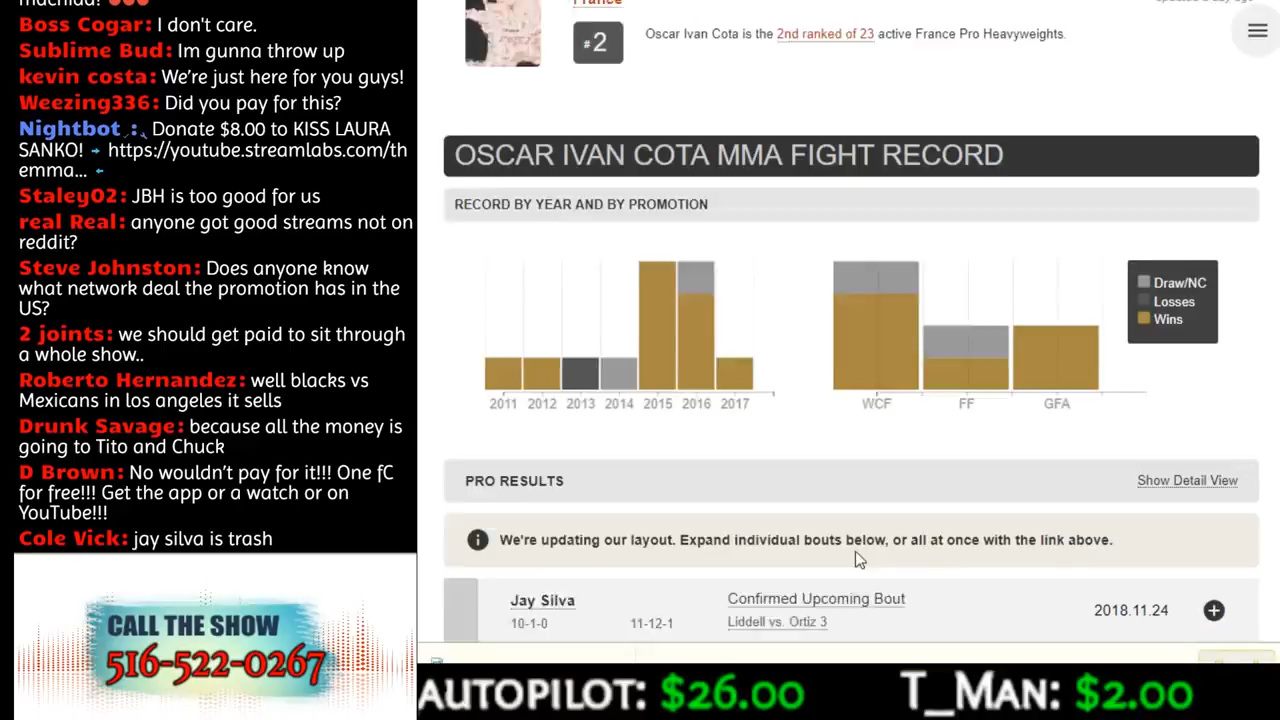 Boss Cogar: I don't care.
Sublime Bud: Im gunna throw up
kevin costa: We're just here for you guys!
Weezing336: Did you pay for this?
Nightbot : Donate $8.00 to KISS LAURA
SANKO! → https://youtube.streamlabs.com/th
emma... ←
Staley02: JBH is too good for us
real Real: anyone got good streams not on
reddit?
Steve Johnston: Does anyone know
what network deal the promotion has in the
US?
2 joints: we should get paid to sit through
a whole show..
Roberto Hernandez: well blacks vs
Mexicans in los angeles it sells
Drunk Savage: because all the money is
going to Tito and Chuck
D Brown: No wouldn't pay for it!!! One fC
for free!!! Get the app or a watch or on
YouTube!!!
Cole Vick: jay silva is trash
CALL THE SHOW
516-522-0267
France
#2
Oscar Ivan Cota is the 2nd ranked of 23 active France Pro Heavyweights.
OSCAR IVAN COTA MMA FIGHT RECORD
RECORD BY YEAR AND BY PROMOTION
Draw/NC
Losses
Wins
2011 2012 2013 2014 2015 2016 2017
WCF FF GFA
PRO RESULTS
Show Detail View
We're updating our layout. Expand individual bouts below, or all at once with the link above.
Jay Silva
Confirmed Upcoming Bout
2018.11.24
10-1-0
11-12-1
Liddell vs. Ortiz 3
AUTOPILOT: $26.00 T_MAN: $2.00